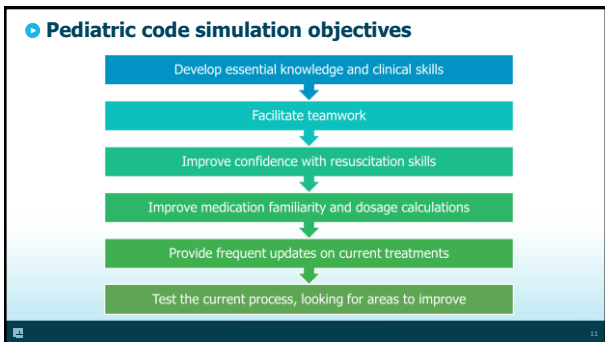 Pediatric code simulation objectives
Develop essential knowledge and clinical skills
Facilitate teamwork
Improve confidence with resuscitation skills
Improve medication familiarity and dosage calculations
Provide frequent updates on current treatments
Test the current process, looking for areas to improve
11